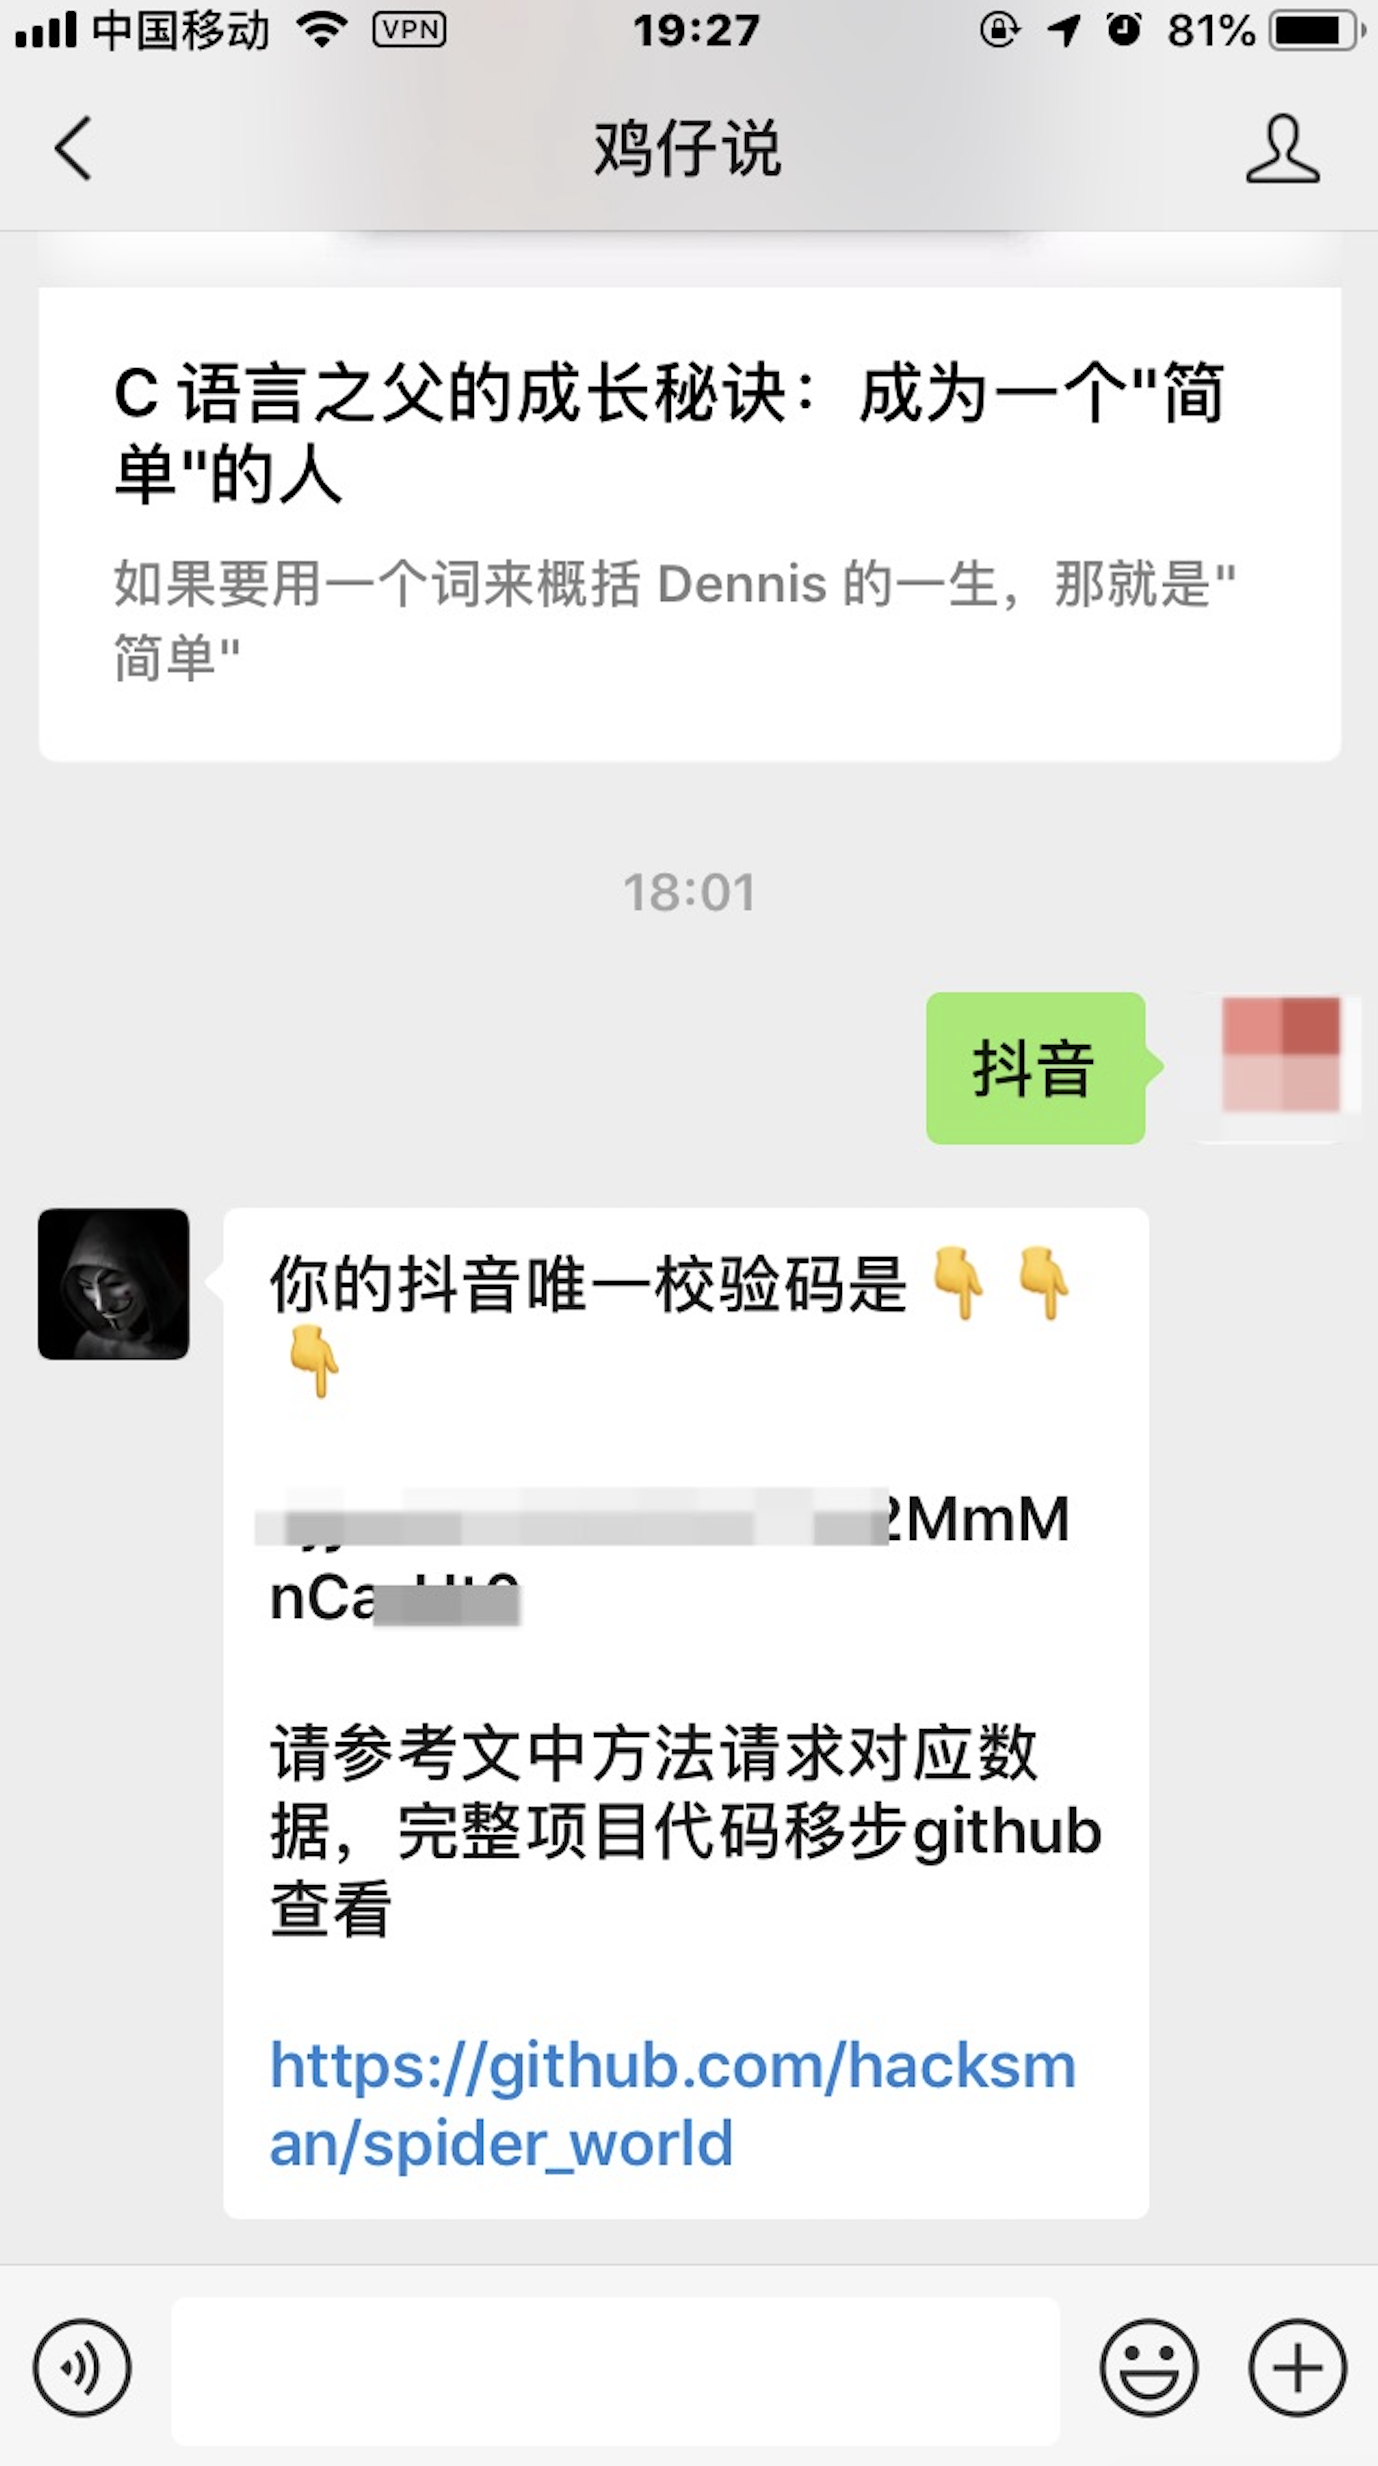 中国移动 VPN 19:27 81%
鸡仔说
C 语言之父的成长秘诀：成为一个"简
单"的人
如果要用一个词来概括 Dennis 的一生，那就是"
简单"
18:01
抖音
你的抖音唯一校验码是👇👇
👇
2MmM
nCa
请参考文中方法请求对应数
据，完整项目代码移步github
查看
https://github.com/hacksm
an/spider_world